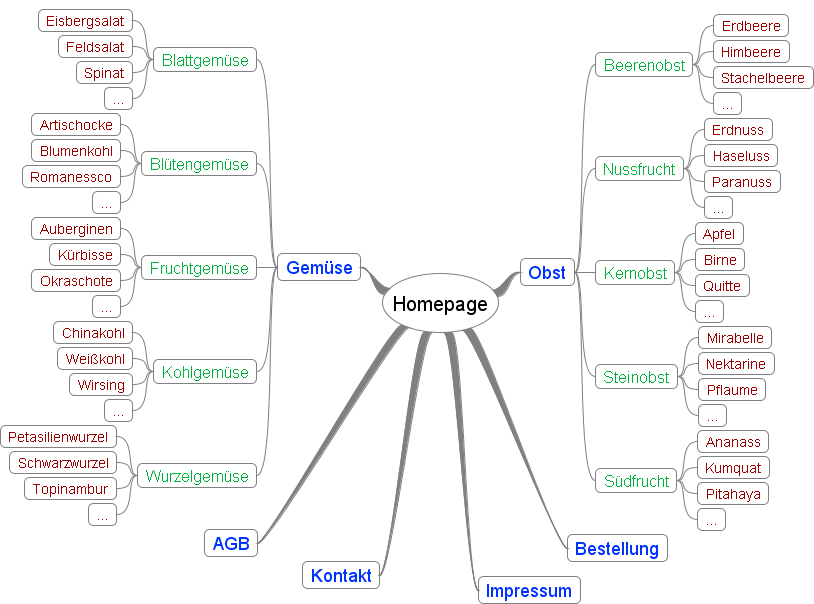 Homepage
Gemüse
Blattgemüse
Eisbergsalat
Feldsalat
Spinat
...
Blütengemüse
Artischocke
Blumenkohl
Romanessco
...
Fruchtgemüse
Auberginen
Kürbisse
Okraschote
...
Kohlgemüse
Chinakohl
Weißkohl
Wirsing
...
Wurzelgemüse
Petasilienwurzel
Schwarzwurzel
Topinambur
...
Obst
Beerenobst
Erdbeere
Himbeere
Stachelbeere
...
Nussfrucht
Erdnuss
Haseluss
Paranuss
...
Kernobst
Apfel
Birne
Quitte
...
Steinobst
Mirabelle
Nektarine
Pflaume
...
Südfrucht
Ananass
Kumquat
Pitahaya
...
AGB
Kontakt
Impressum
Bestellung